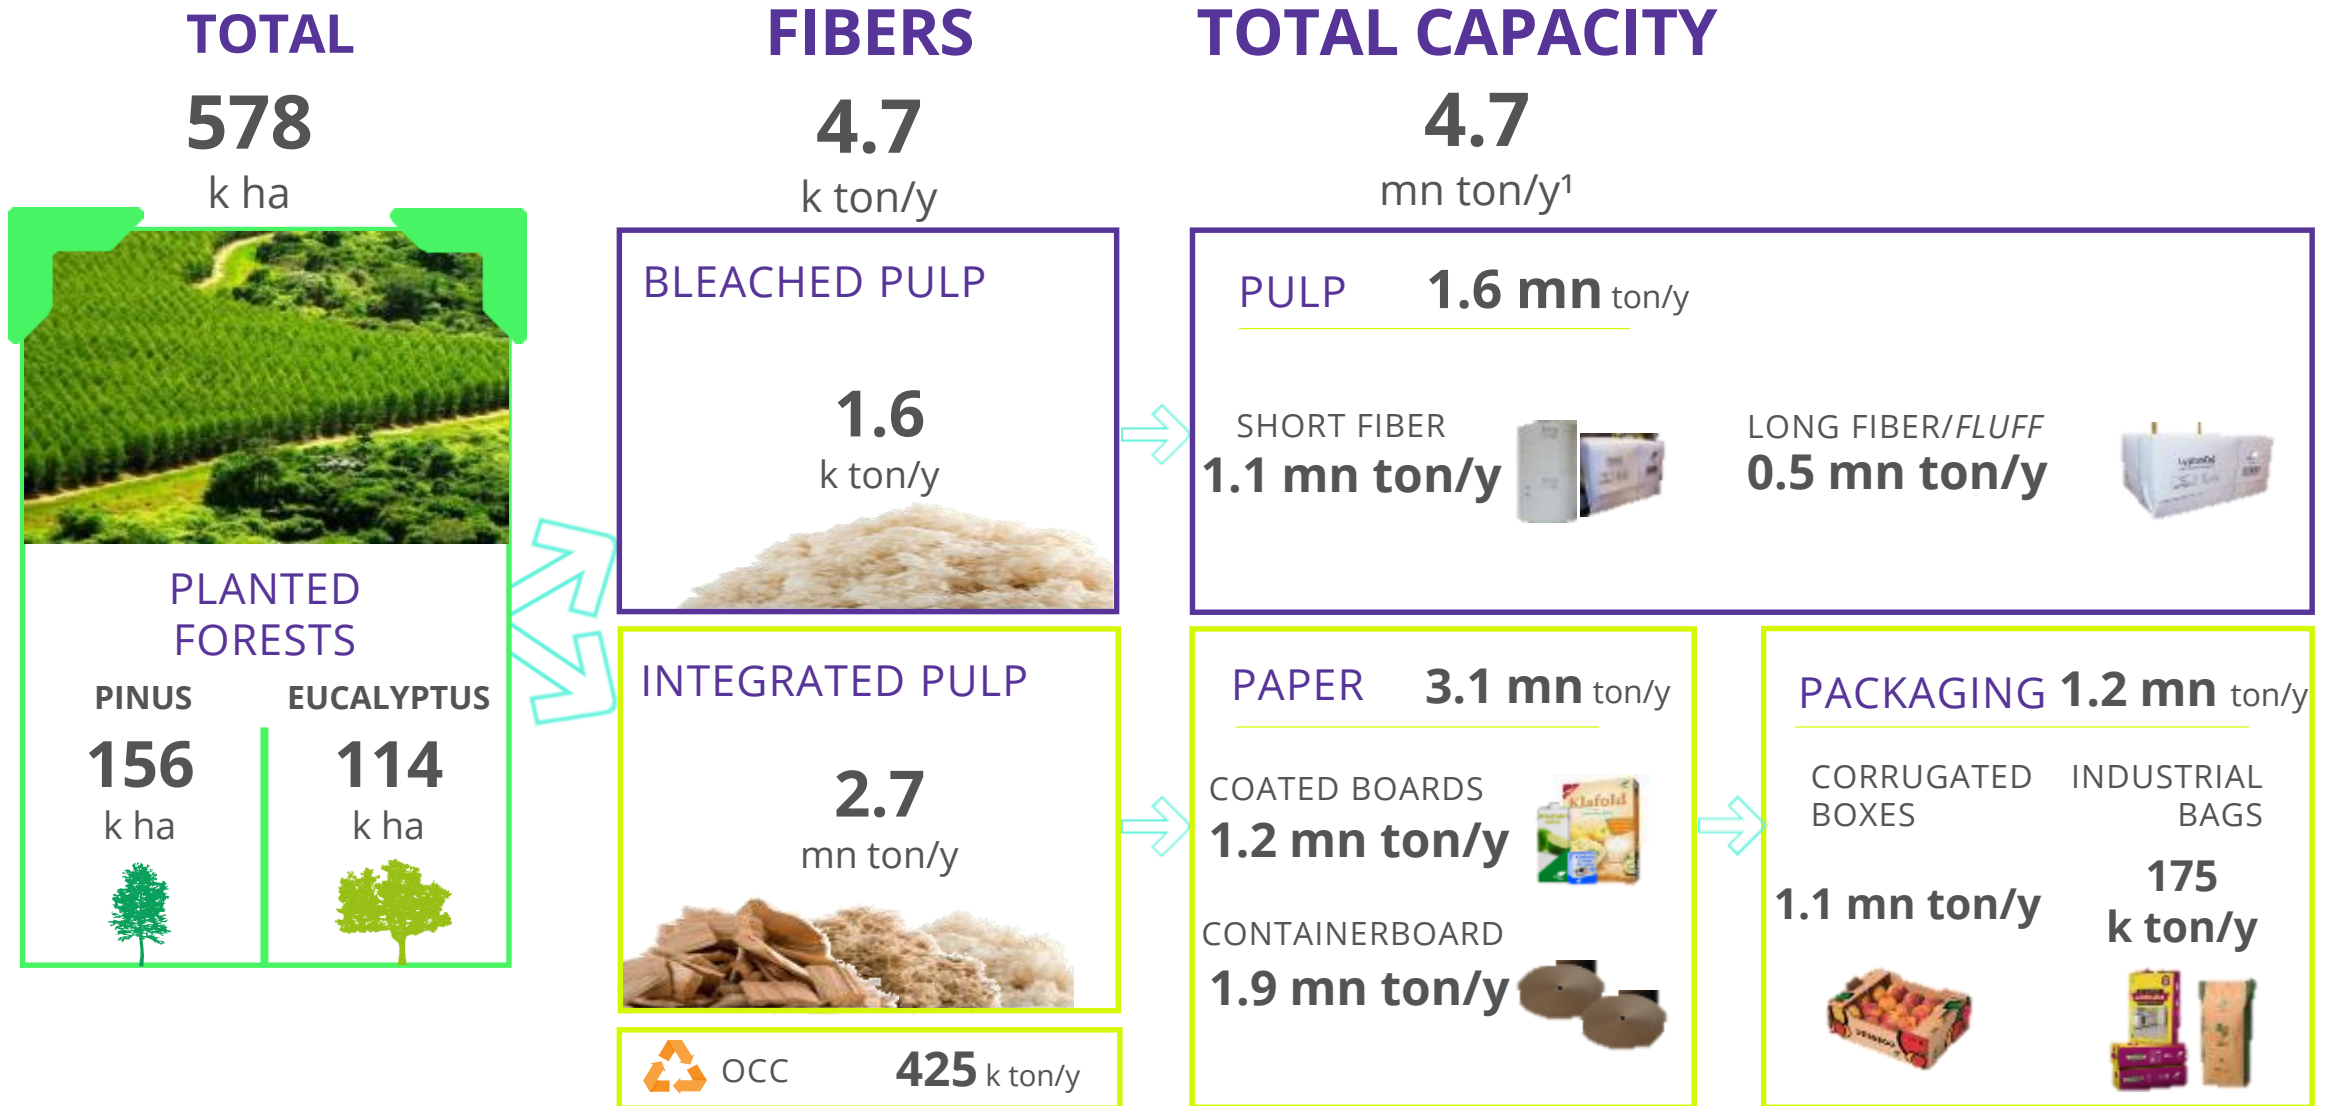 TOTAL
578
k ha
PLANTED
FORESTS
PINUS
156
k ha
EUCALYPTUS
114
k ha
FIBERS
4.7
k ton/y
BLEACHED PULP
1.6
k ton/y
INTEGRATED PULP
2.7
mn ton/y
OCC 425 k ton/y
TOTAL CAPACITY
4.7
mn ton/y¹
PULP 1.6 mn ton/y
SHORT FIBER
1.1 mn ton/y
LONG FIBER/FLUFF
0.5 mn ton/y
PAPER 3.1 mn ton/y
COATED BOARDS
1.2 mn ton/y
Klafold
CONTAINERBOARD
1.9 mn ton/y
PACKAGING 1.2 mn ton/y
CORRUGATED
BOXES
1.1 mn ton/y
INDUSTRIAL
BAGS
175
k ton/y